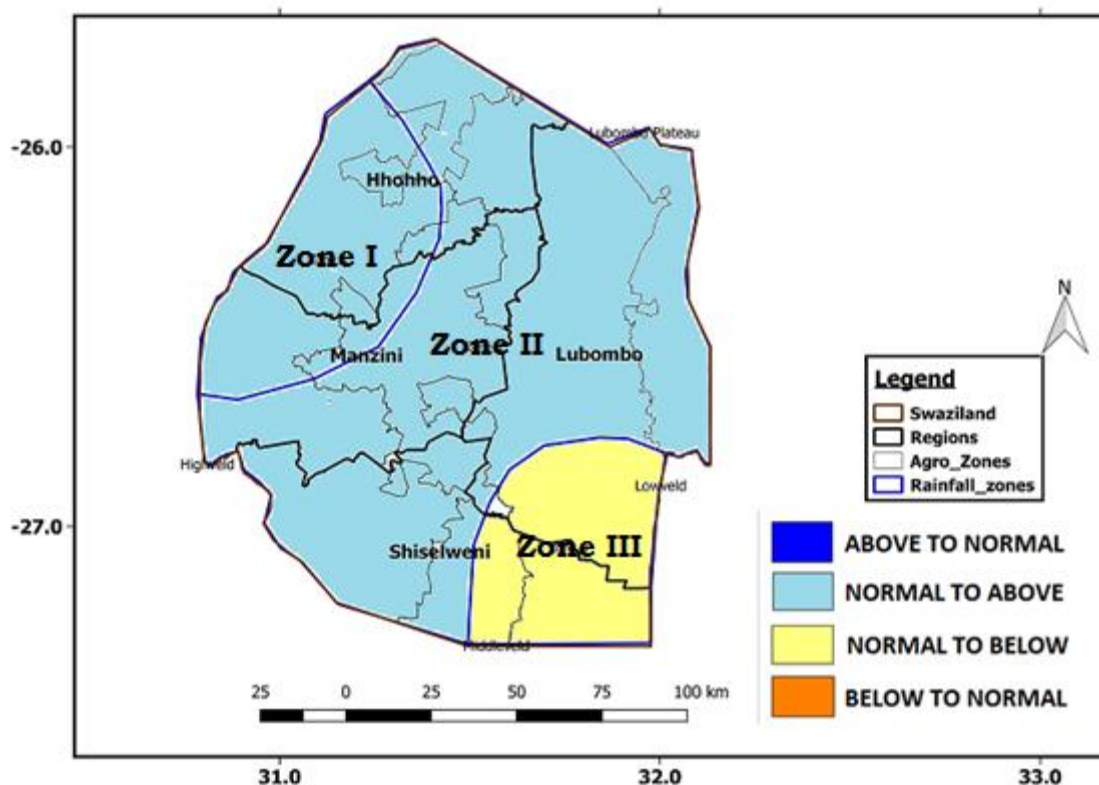 -26.0
-27.0
Lubombo Plateau
Hhohho
Zone I
Manzini
Zone II
Lubombo
Highveld
Lowveld
Shiselweni
Zone III
Middleveld
N
Legend
Swaziland
Regions
Agro_Zones
Rainfall_zones
ABOVE TO NORMAL
NORMAL TO ABOVE
NORMAL TO BELOW
BELOW TO NORMAL
25 0 25 50 75 100 km
31.0 32.0 33.0